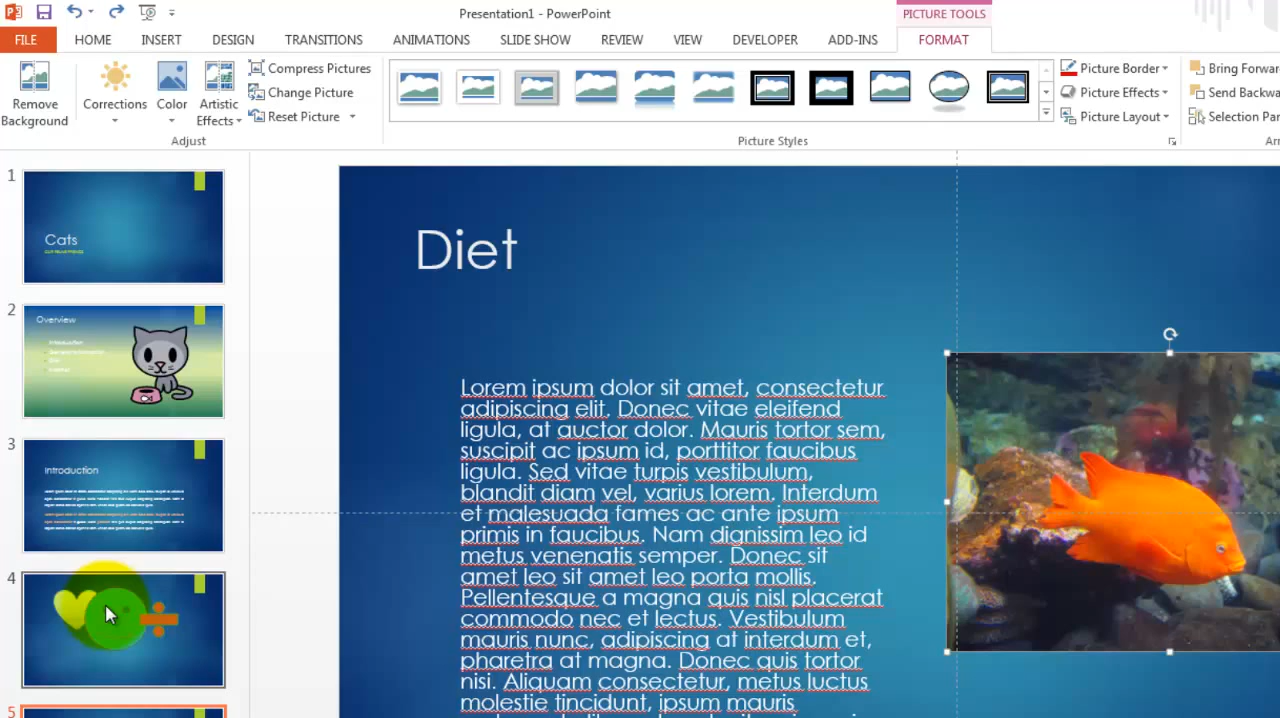 Presentation1 - PowerPoint
PICTURE TOOLS
FILE HOME INSERT DESIGN TRANSITIONS ANIMATIONS SLIDE SHOW REVIEW VIEW DEVELOPER ADD-INS FORMAT
Remove Background
Corrections
Color
Artistic Effects
Compress Pictures
Change Picture
Reset Picture
Adjust
Picture Styles
Picture Border
Picture Effects
Picture Layout
Bring Forwar
Send Backwa
Selection Par
Arr
1
Cats
2
Overview
Introduction
3
Introduction
4
5
Diet
Lorem ipsum dolor sit amet, consectetur
adipiscing elit. Donec vitae eleifend
ligula, at auctor dolor. Mauris tortor sem,
suscipit ac ipsum id, porttitor faucibus
ligula. Sed vitae turpis vestibulum,
blandit diam vel, varius lorem. Interdum
et malesuada fames ac ante ipsum
primis in faucibus. Nam dignissim leo id
metus venenatis semper. Donec sit
amet leo sit amet leo porta mollis.
Pellentesque a magna quis nisl placerat
commodo nec et lectus. Vestibulum
mauris nunc, adipiscing at interdum et,
pharetra at magna. Donec quis tortor
nisi. Aliquam consectetur, metus luctus
molestie tincidunt, ipsum mauris